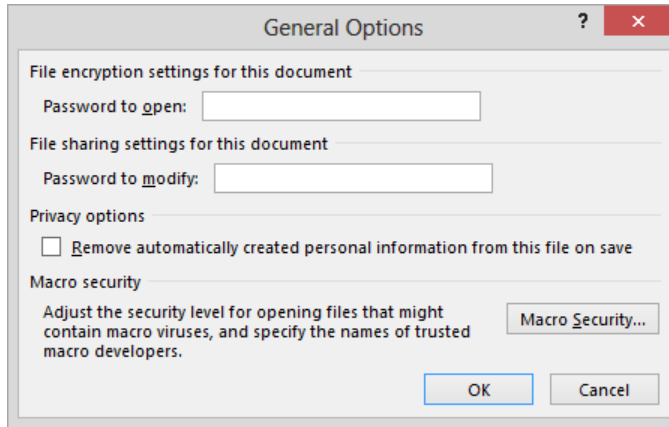 General Options
?
File encryption settings for this document
Password to open:
File sharing settings for this document
Password to modify:
Privacy options
Remove automatically created personal information from this file on save
Macro security
Adjust the security level for opening files that might
contain macro viruses, and specify the names of trusted
macro developers.
Macro Security...
OK
Cancel